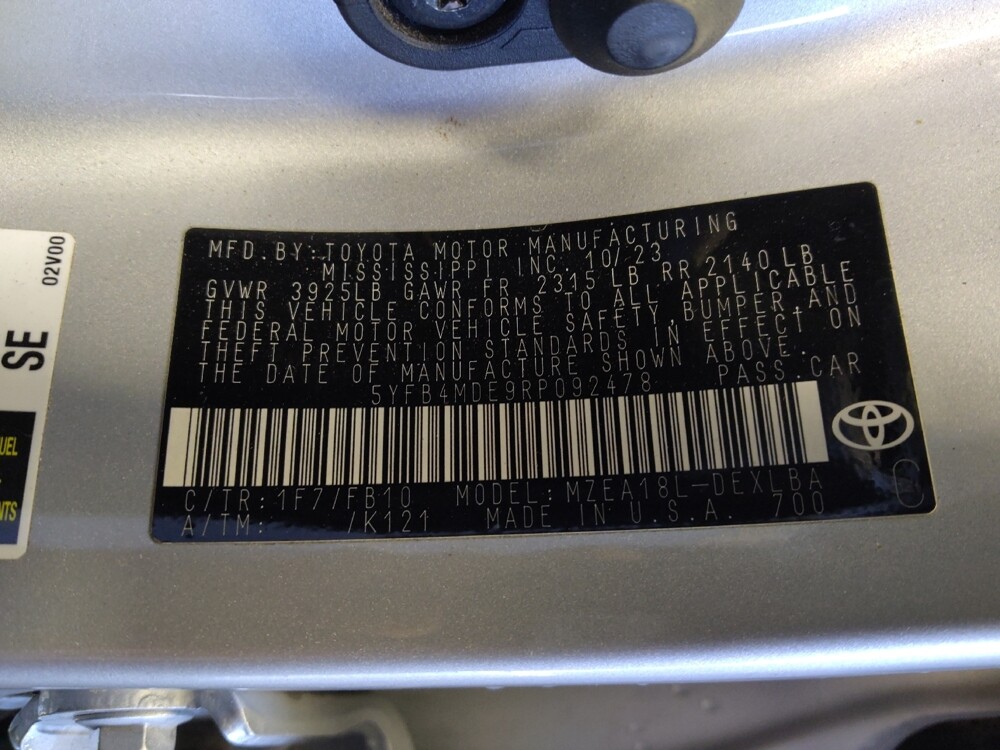 MFD.BY:TOYOTA MOTOR MANUFACTURING
MISSISSIPPI INC. 10/23
GVWR 3925LB GAWR FR 2315 LB RR 2140 LB
THIS VEHICLE CONFORMS TO ALL APPLICABLE
FEDERAL MOTOR VEHICLE SAFETY, BUMPER, AND
THEFT PREVENTION STANDARDS IN EFFECT ON
THE DATE OF MANUFACTURE SHOWN ABOVE.
5YFB4MDE9RP092478 PASS.CAR
C/TR:1F7/FB10 MODEL:MZEA18L-DEXLBA
A/TM: /K121 MADE IN U.S.A. 700
C
02V00
SE
UEL
NTS